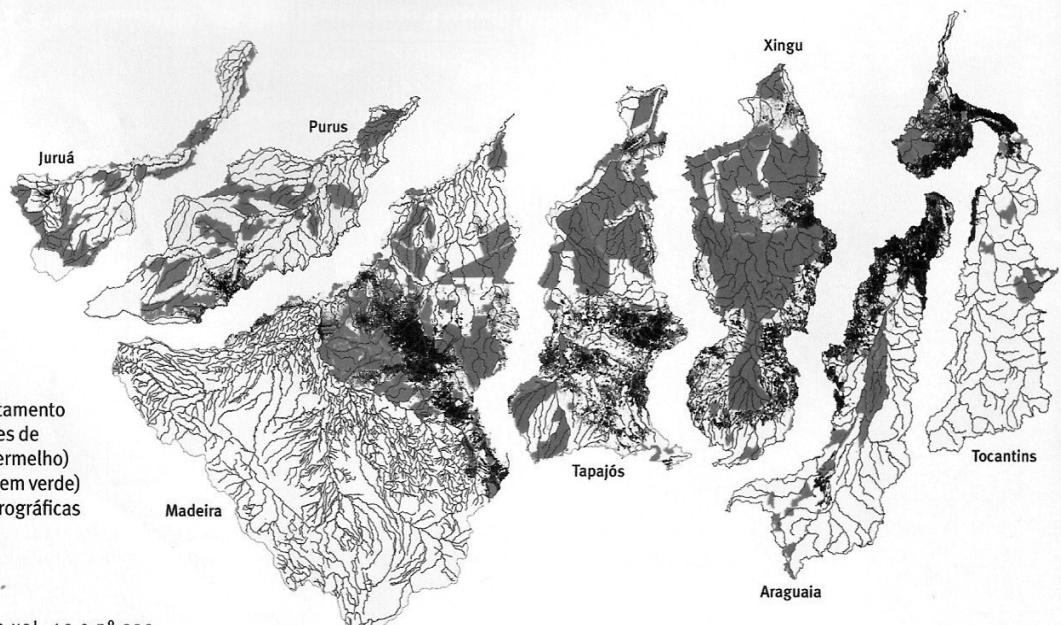 Xingu
Purus
Juruá
tamento
es de
ermelho)
em verde)
rográficas
Madeira
Tapajós
Tocantins
Araguaia